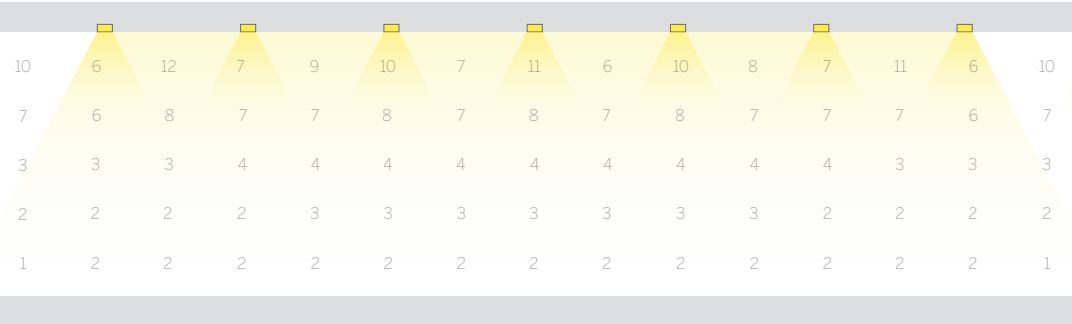 10 6 12 7 9 10 7 11 6 10 8 7 11 6 10
7 6 8 7 7 8 7 8 7 8 7 7 7 6 7
3 3 3 4 4 4 4 4 4 4 4 4 3 3 3
2 2 2 2 3 3 3 3 3 3 3 2 2 2 2
1 2 2 2 2 2 2 2 2 2 2 2 2 2 1